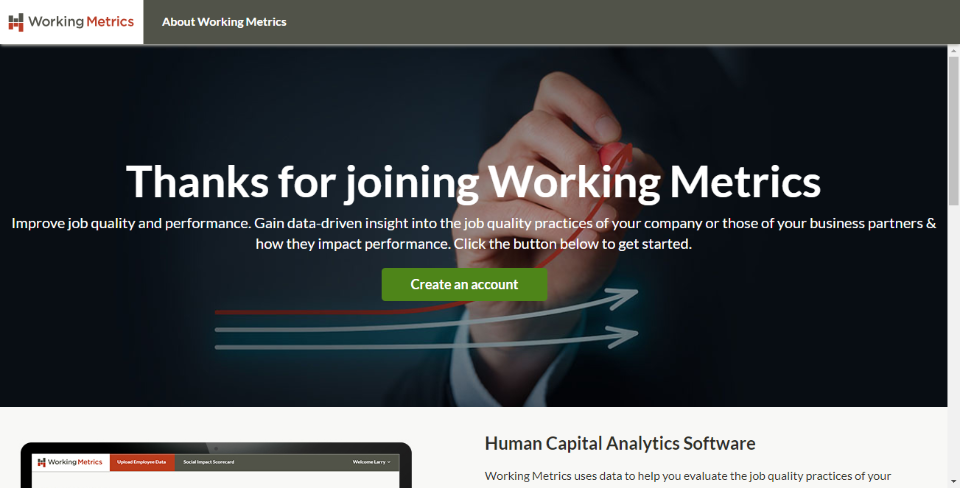 Working Metrics
About Working Metrics
Thanks for joining Working Metrics
Improve job quality and performance. Gain data-driven insight into the job quality practices of your company or those of your business partners &
how they impact performance. Click the button below to get started.
Create an account
Human Capital Analytics Software
Working Metrics uses data to help you evaluate the job quality practices of your
Working Metrics
Upload Employee Data
Social Impact Scorecard
Welcome Larry